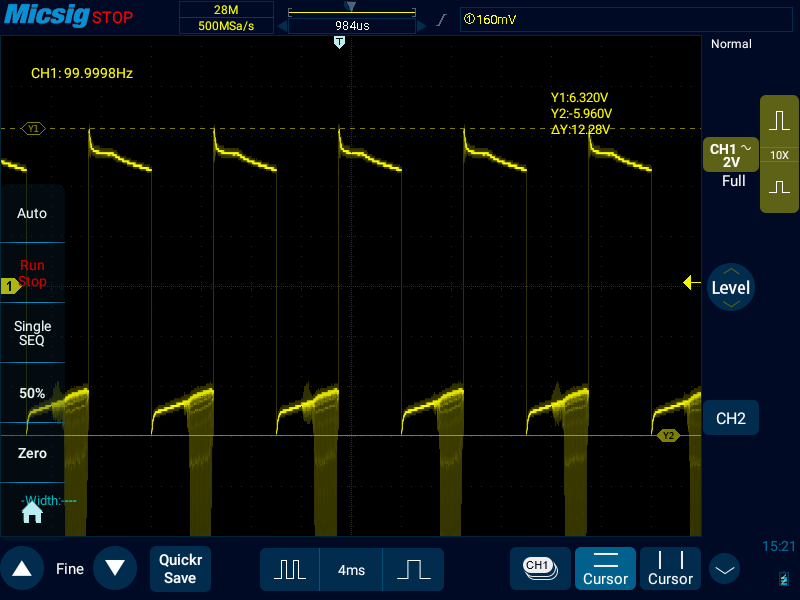 Micsig STOP
28M
500MSa/s
984us
T
①160mV
Normal
CH1: 99.9998Hz
Y1:6.320V
Y2:-5.960V
ΔY:12.28V
Y1
CH1
2V
10X
Full
Auto
Run
Stop
1
Level
Single
SEQ
50%
CH2
Y2
Zero
-Width:----
15:21
Fine
Quickr
Save
4ms
CH1
Cursor
Cursor
2